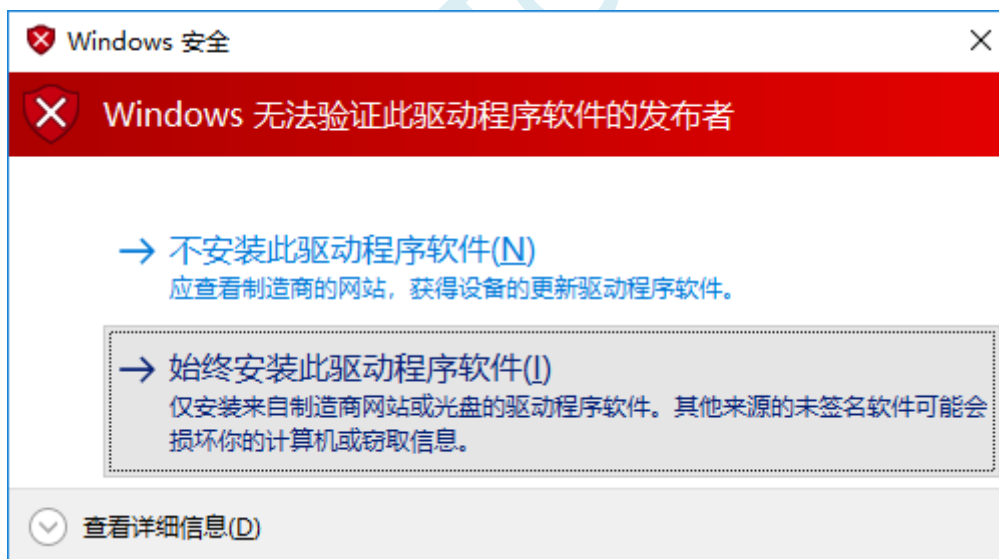 Windows 安全
Windows 无法验证此驱动程序软件的发布者
不安装此驱动程序软件(N)
应查看制造商的网站，获得设备的更新驱动程序软件。
始终安装此驱动程序软件(I)
仅安装来自制造商网站或光盘的驱动程序软件。其他来源的未签名软件可能会
损坏你的计算机或窃取信息。
查看详细信息(D)